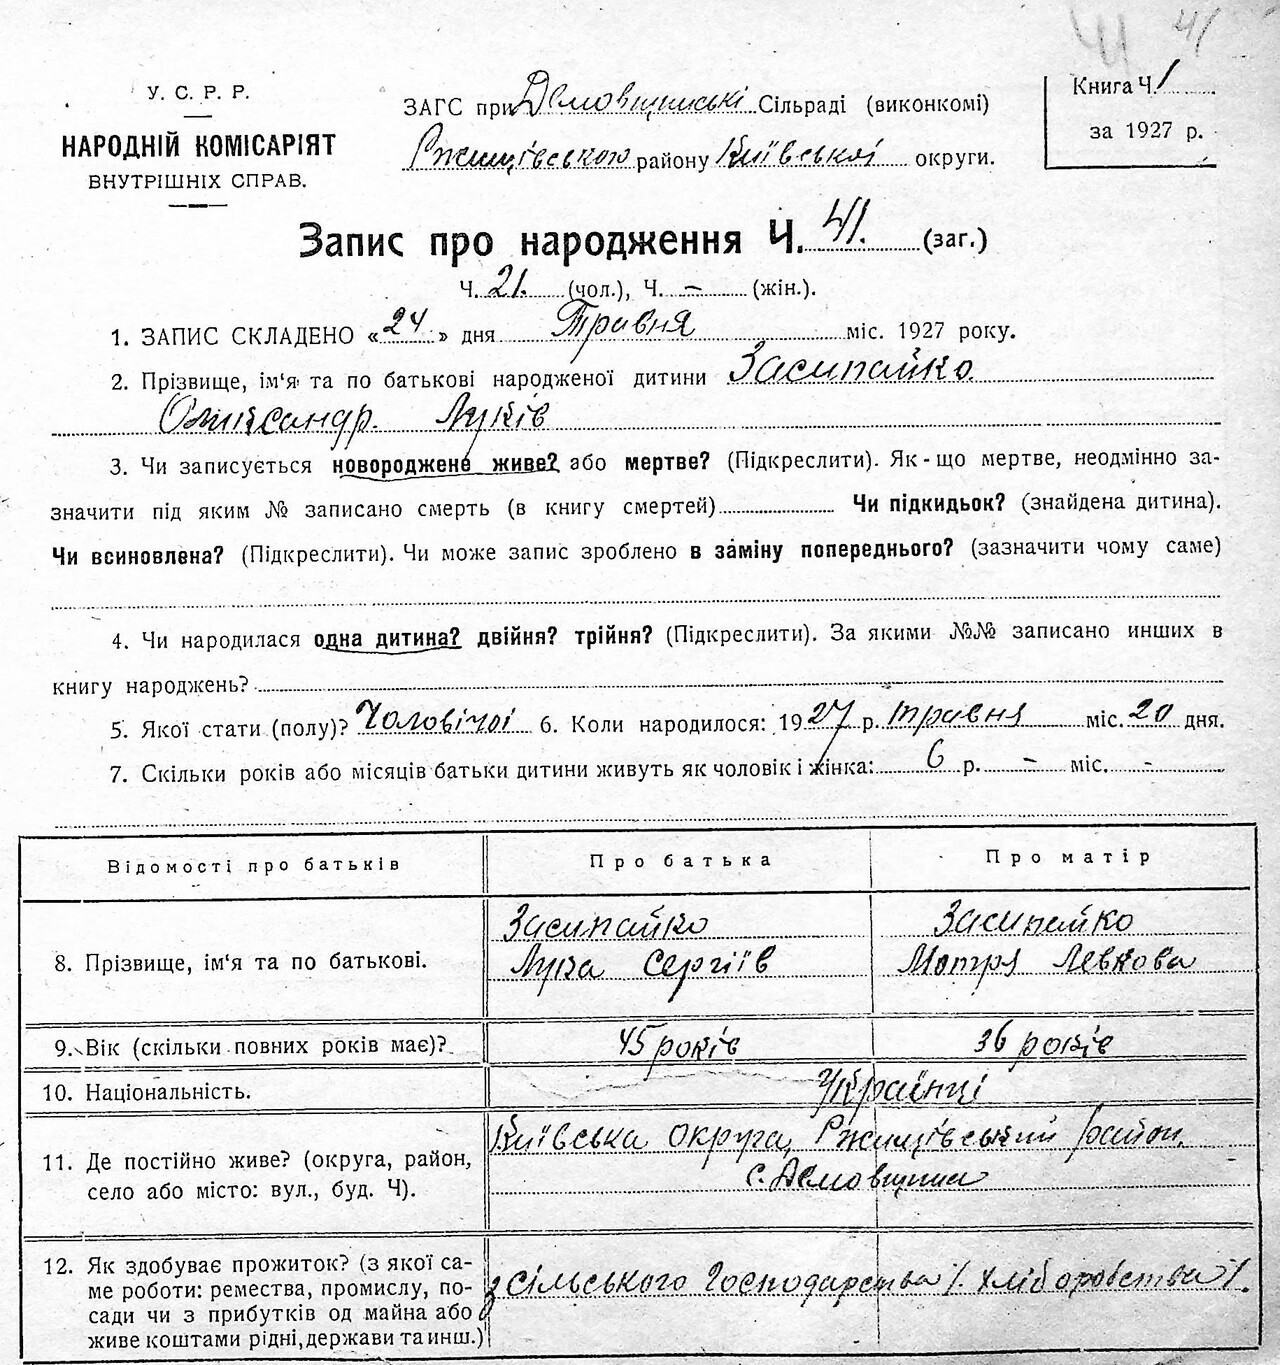 41 41
У. С. Р. Р.
НАРОДНІЙ КОМІСАРІЯТ
ВНУТРІШНІХ СПРАВ.
ЗАГС при Демовщинські Сільраді (виконкомі)
Ржищівського району Київської округи.
Книга Ч 1
за 1927 р.
Запис про народження Ч. 41. (заг.)
Ч. 21. (чол.), Ч. – (жін.).
1. ЗАПИС СКЛАДЕНО «24» дня Травня міс. 1927 року.
2. Прізвище, ім‘я та по батькові народженої дитини Засипайко
Олександр Луків
3. Чи записується новороджене живе? або мертве? (Підкреслити). Як-що мертве, неодмінно за-
значити під яким № записано смерть (в книгу смертей) Чи підкидьок? (знайдена дитина).
Чи всиновлена? (Підкреслити). Чи може запис зроблено в заміну попереднього? (зазначити чому саме)
4. Чи народилася одна дитина? двійня? трійня? (Підкреслити). За якими №№ записано инших в
книгу народжень?
5. Якої стати (полу)? Чоловічої 6. Коли народилося: 1927 р. травня міс. 20 дня.
7. Скільки років або місяців батьки дитини живуть як чоловік і жінка: 6 р. – міс. –
Відомості про батьків Про батька Про матір
8. Прізвище, ім‘я та по батькові.
Засипайко Засипайко
Лука Сергіїв Мотря Левкова
9. Вік (скільки повних років має)? 45 років 36 років
10. Національність. Українці
11. Де постійно живе? (округа, район,
село або місто: вул., буд. Ч).
Київська округа, Ржищівський район.
с. Демовщина
12. Як здобуває прожиток? (з якої са-
ме роботи: ремества, промислу, по-
сади чи з прибутків од майна або
живе коштами рідні, держави та инш.)
з сільського господарства /. хліборобства /.